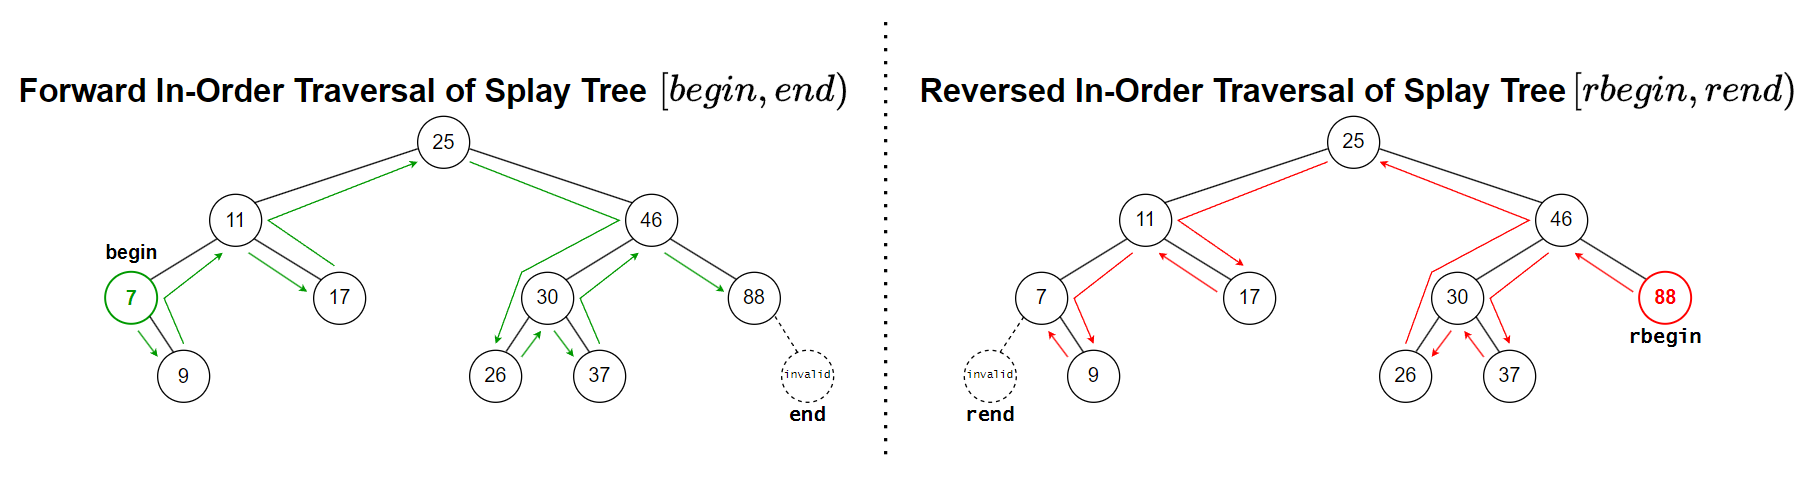 Forward In-Order Traversal of Splay Tree [begin, end)
25
11
46
begin
7
17
30
88
9
26
37
invalid
end
Reversed In-Order Traversal of Splay Tree [rbegin, rend)
25
11
46
7
17
30
88
rbegin
invalid
9
26
37
rend